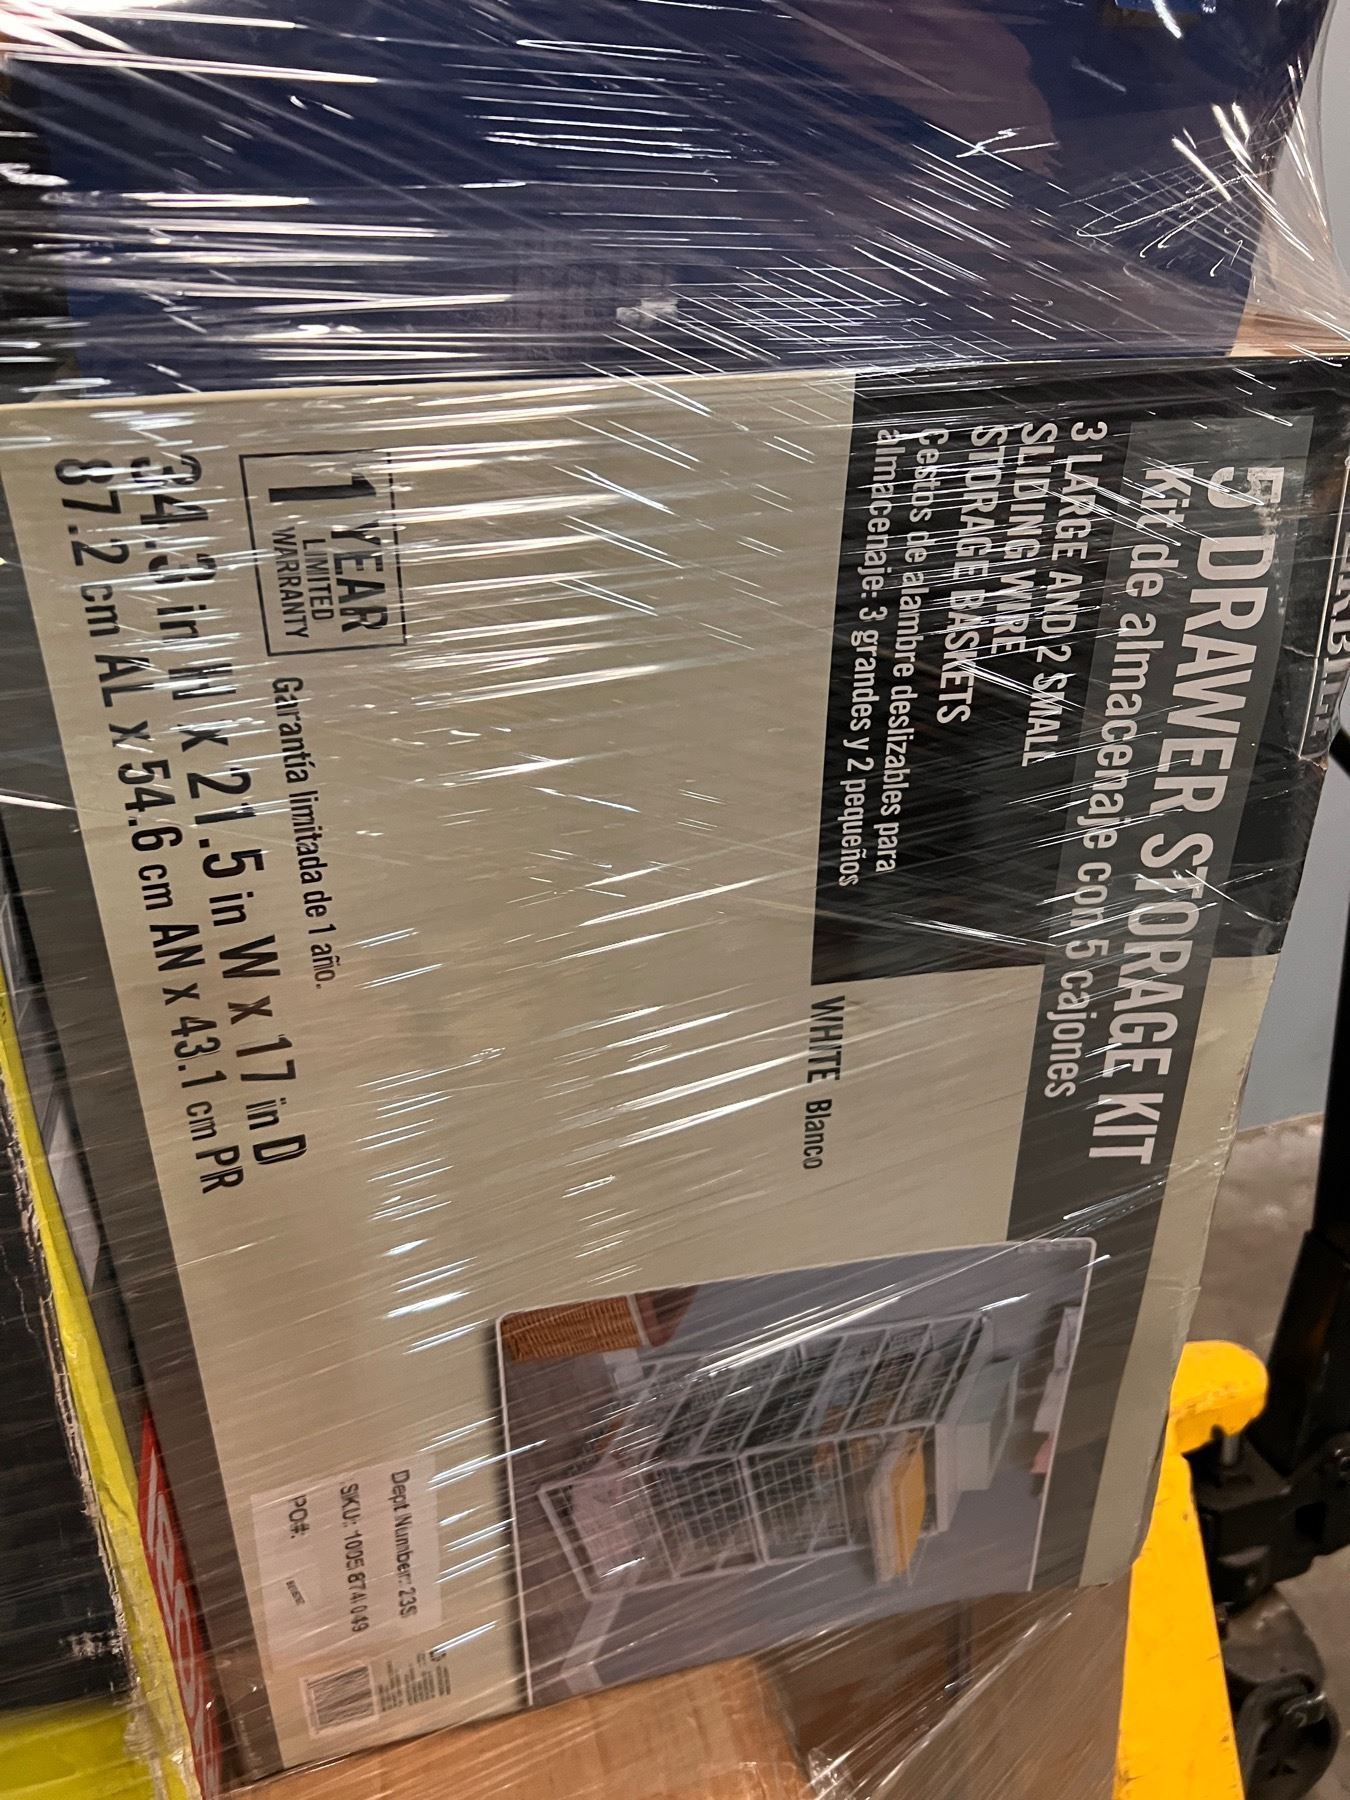 5 DRAWER STORAGE KIT
Kit de almacenaje con 5 cajones
3 LARGE AND 2 SMALL
SLIDING WIRE
STORAGE BASKETS
Cestos de alambre deslizables para
almacenaje: 3 grandes y 2 pequeños
WHITE Blanco
1 YEAR
LIMITED
WARRANTY
Garantía limitada de 1 año.
34.3 in H x 21.5 in W x 17 in D
87.2 cm AL x 54.6 cm AN x 43.1 cm PR
Dept Number: 23S
SKU: 1005 874 049
PO#: